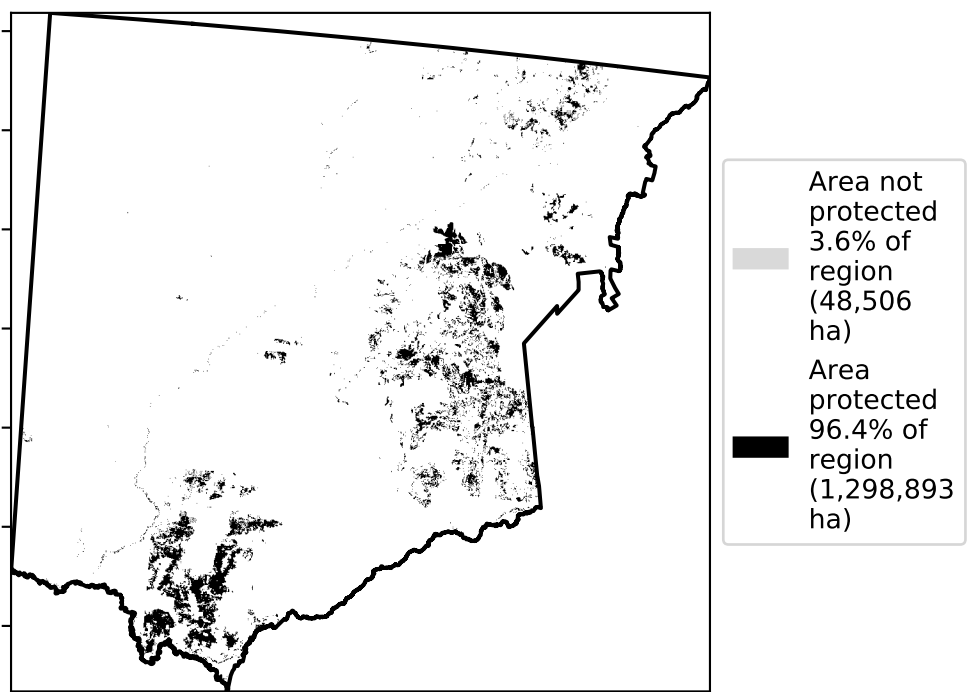 Area not
protected
3.6% of
region
(48,506
ha)
Area
protected
96.4% of
region
(1,298,893
ha)